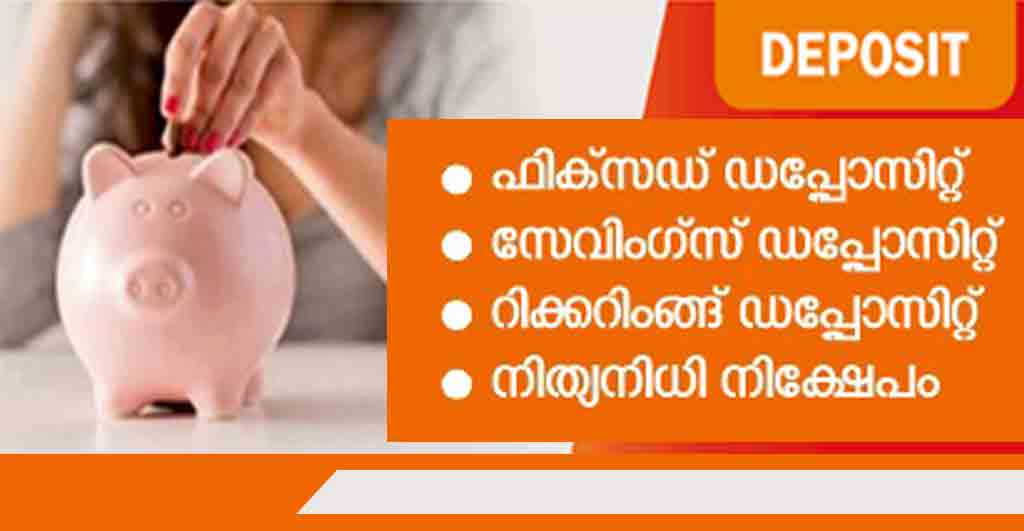 DEPOSIT
● ഫിക്സഡ് ഡപ്പോസിറ്റ്
● സേവിംഗ്സ് ഡപ്പോസിറ്റ്
● റിക്കറിംങ്ങ് ഡപ്പോസിറ്റ്
● നിത്യനിധി നിക്ഷേപം